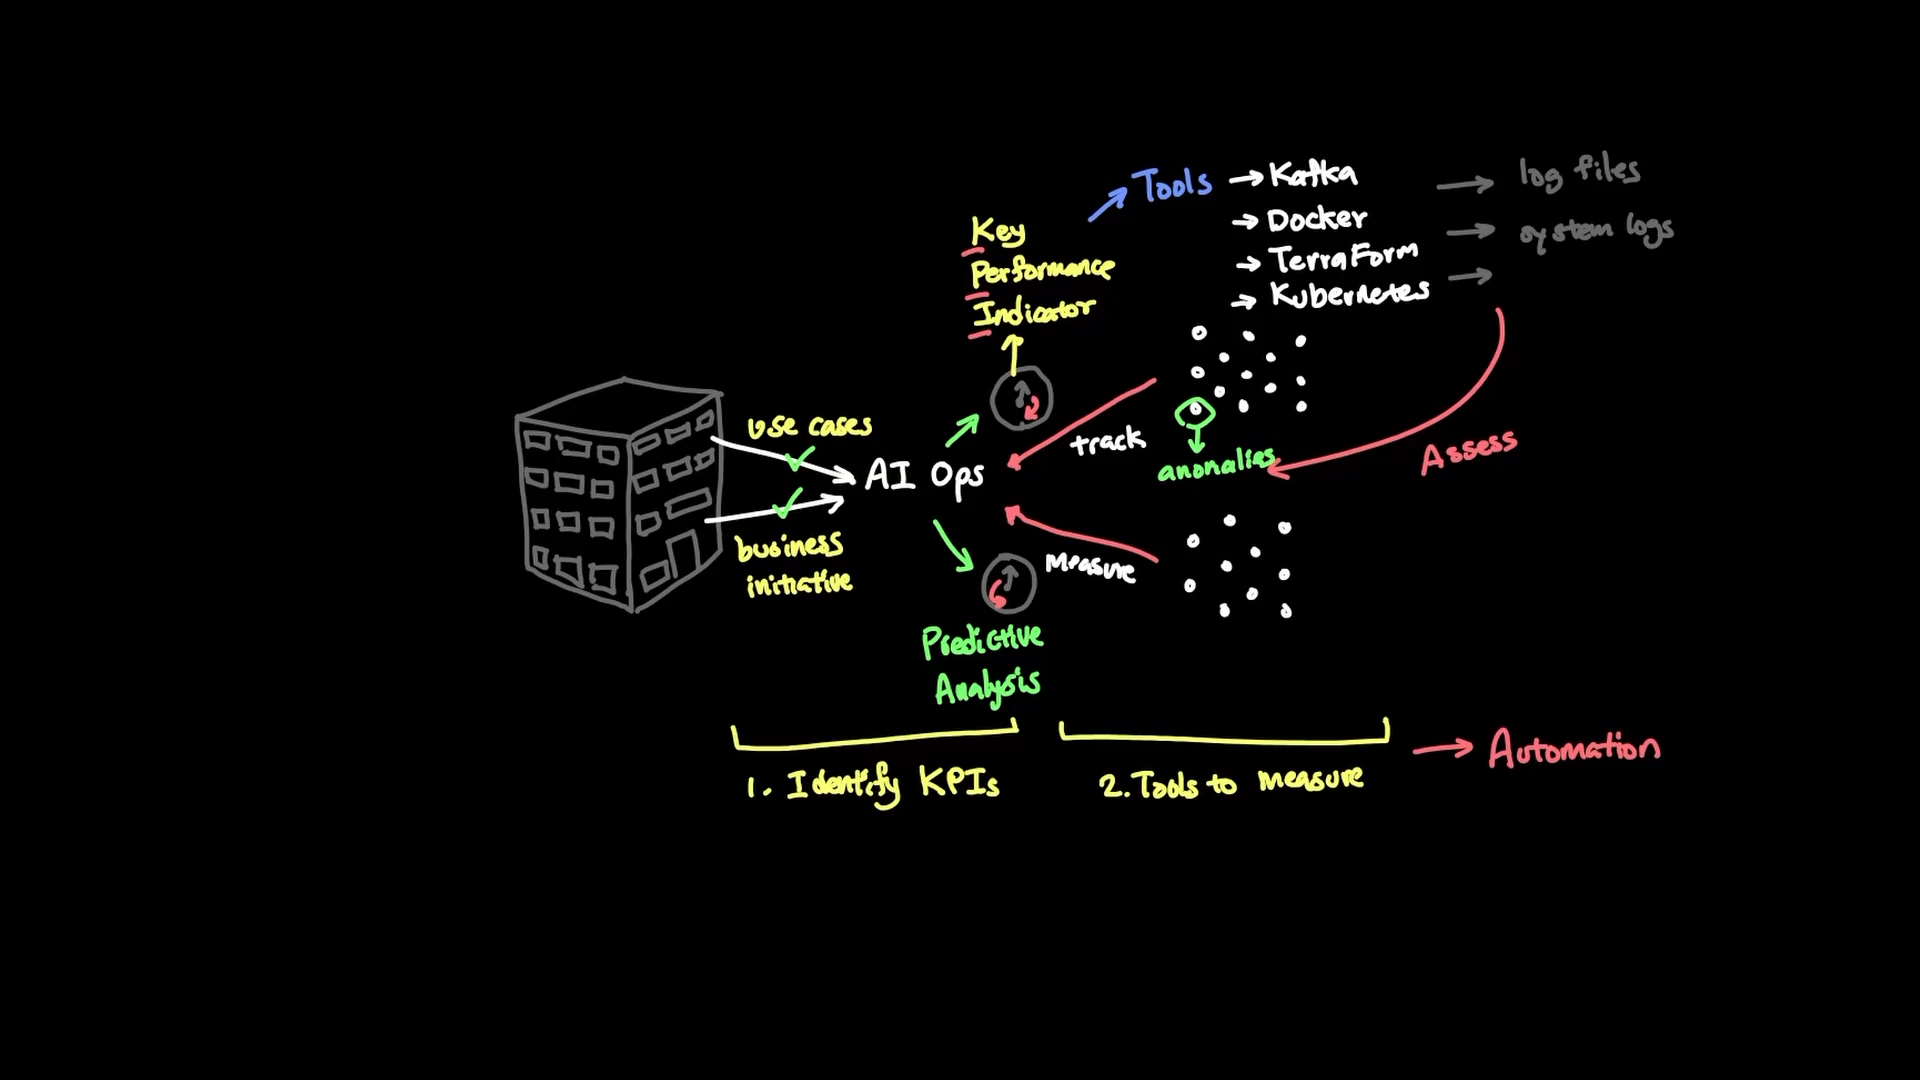 Tools → Kafka → log files
→ Docker → system logs
→ TerraForm →
→ Kubernetes
Key
Performance
Indicator
use cases
AI Ops
track
anomalies
Assess
business
initiative
measure
Predictive
Analysis
1. Identify KPIs
2. Tools to measure
→ Automation